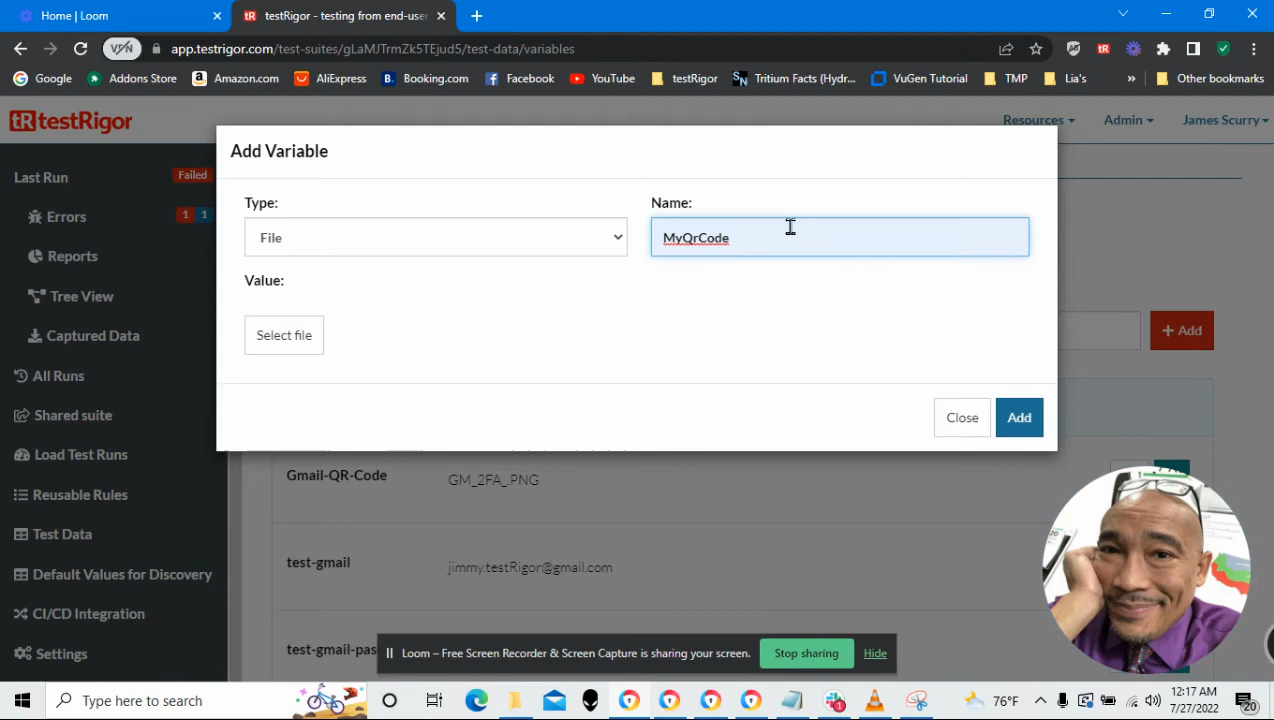 Home | Loom
testRigor - testing from end-user
VPN
app.testrigor.com/test-suites/gLaMJTrmZk5TEjud5/test-data/variables
Google
Addons Store
Amazon.com
AliExpress
Booking.com
Facebook
YouTube
testRigor
Tritium Facts (Hydr...
VuGen Tutorial
TMP
Lia's
»
Other bookmarks
tR testRigor
Resources
Admin
James Scurry
Last Run
Failed
Errors
1 1
Reports
Tree View
Captured Data
All Runs
Shared suite
Load Test Runs
Reusable Rules
Test Data
Default Values for Discovery
CI/CD Integration
Settings
Add Variable
Type:
Name:
File
MyQrCode
Value:
Select file
Close
Add
+ Add
Gmail-QR-Code
GM_2FA_.PNG
test-gmail
jimmy.testRigor@gmail.com
test-gmail-pas
Loom – Free Screen Recorder & Screen Capture is sharing your screen.
Stop sharing
Hide
Type here to search
76°F
12:17 AM
7/27/2022
20